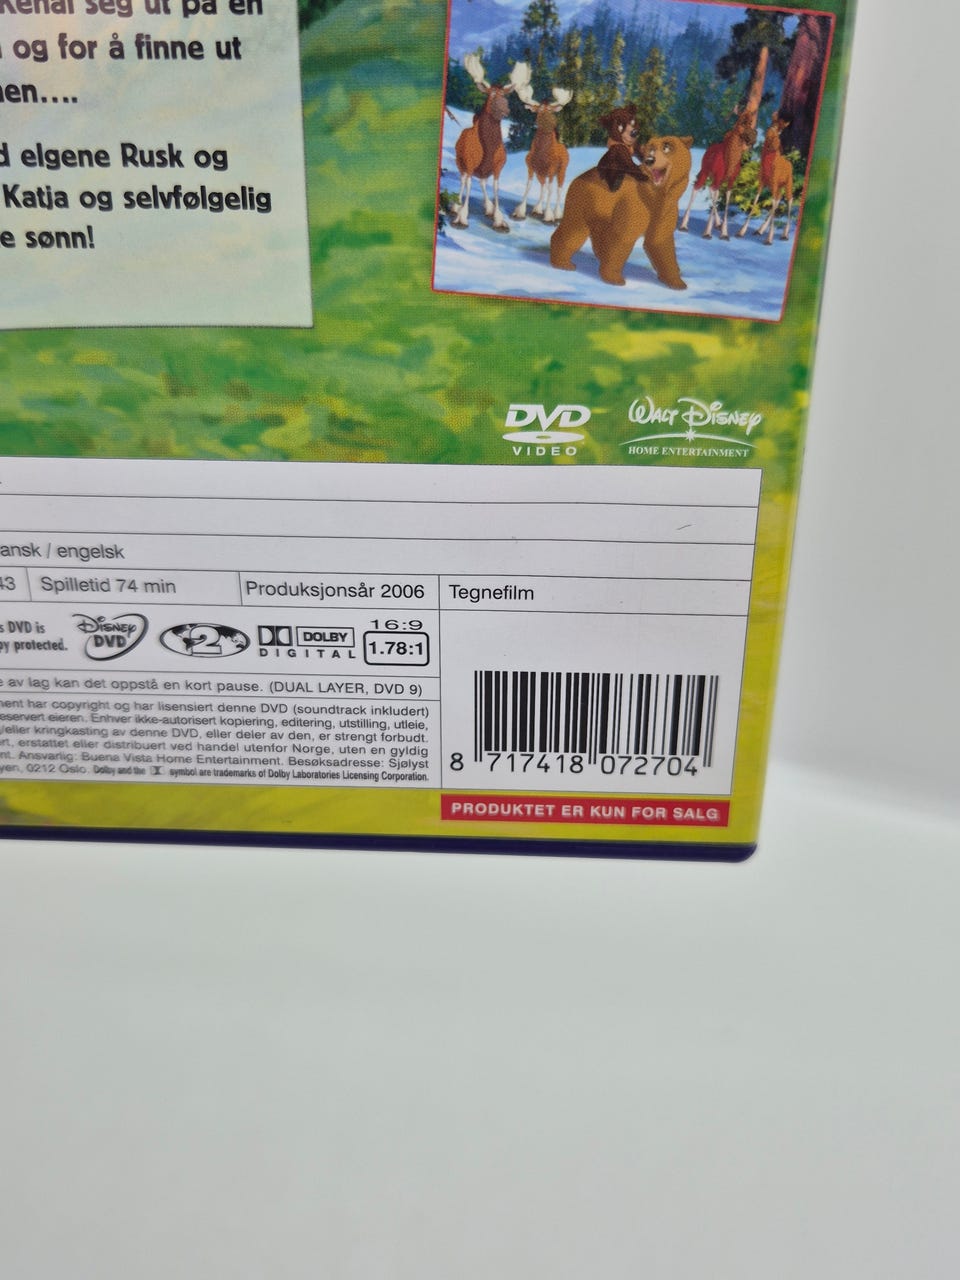 Kenai seg ut på en
og for å finne ut
en....
elgene Rusk og
Katja og selvfølgelig
e sønn!
DVD
VIDEO
WALT DISNEY
HOME ENTERTAINMENT
ansk / engelsk
43 Spilletid 74 min Produksjonsår 2006 Tegnefilm
DVD is
protected.
DISNEY
DVD
2
DOLBY
DIGITAL
16:9
1.78:1
av lag kan det oppstå en kort pause. (DUAL LAYER, DVD 9)
ent har copyright og har lisensiert denne DVD (soundtrack inkludert)
eservert eieren. Enhver ikke-autorisert kopiering, editering, utstilling, utleie,
/eller kringkasting av denne DVD, eller deler av den, er strengt forbudt.
rt, erstattet eller distribuert ved handel utenfor Norge, uten en gyldig
nt. Ansvarlig: Buena Vista Home Entertainment. Besøksadresse: Sjølyst
yen, 0212 Oslo. Dolby and the symbol are trademarks of Dolby Laboratories Licensing Corporation.
8 717418 072704
PRODUKTET ER KUN FOR SALG